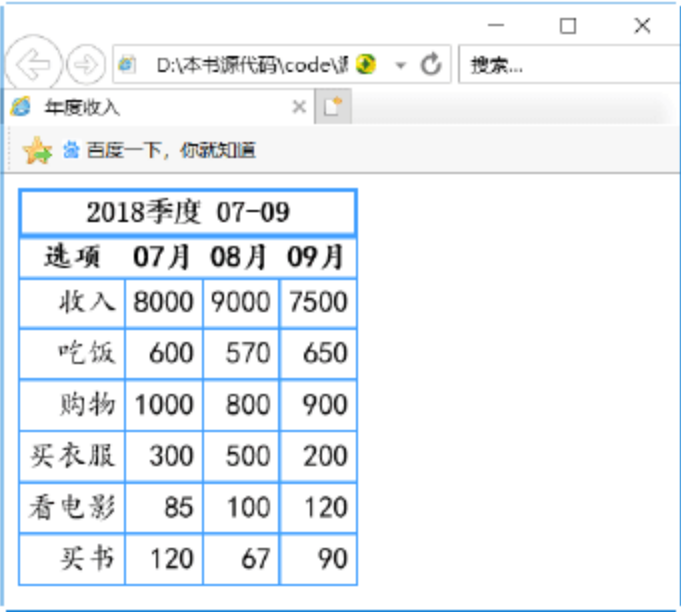 D:\本书源代码\code\
搜索...
年度收入
百度一下，你就知道
2018季度 07-09
选项 07月 08月 09月
收入 8000 9000 7500
吃饭 600 570 650
购物 1000 800 900
买衣服 300 500 200
看电影 85 100 120
买书 120 67 90